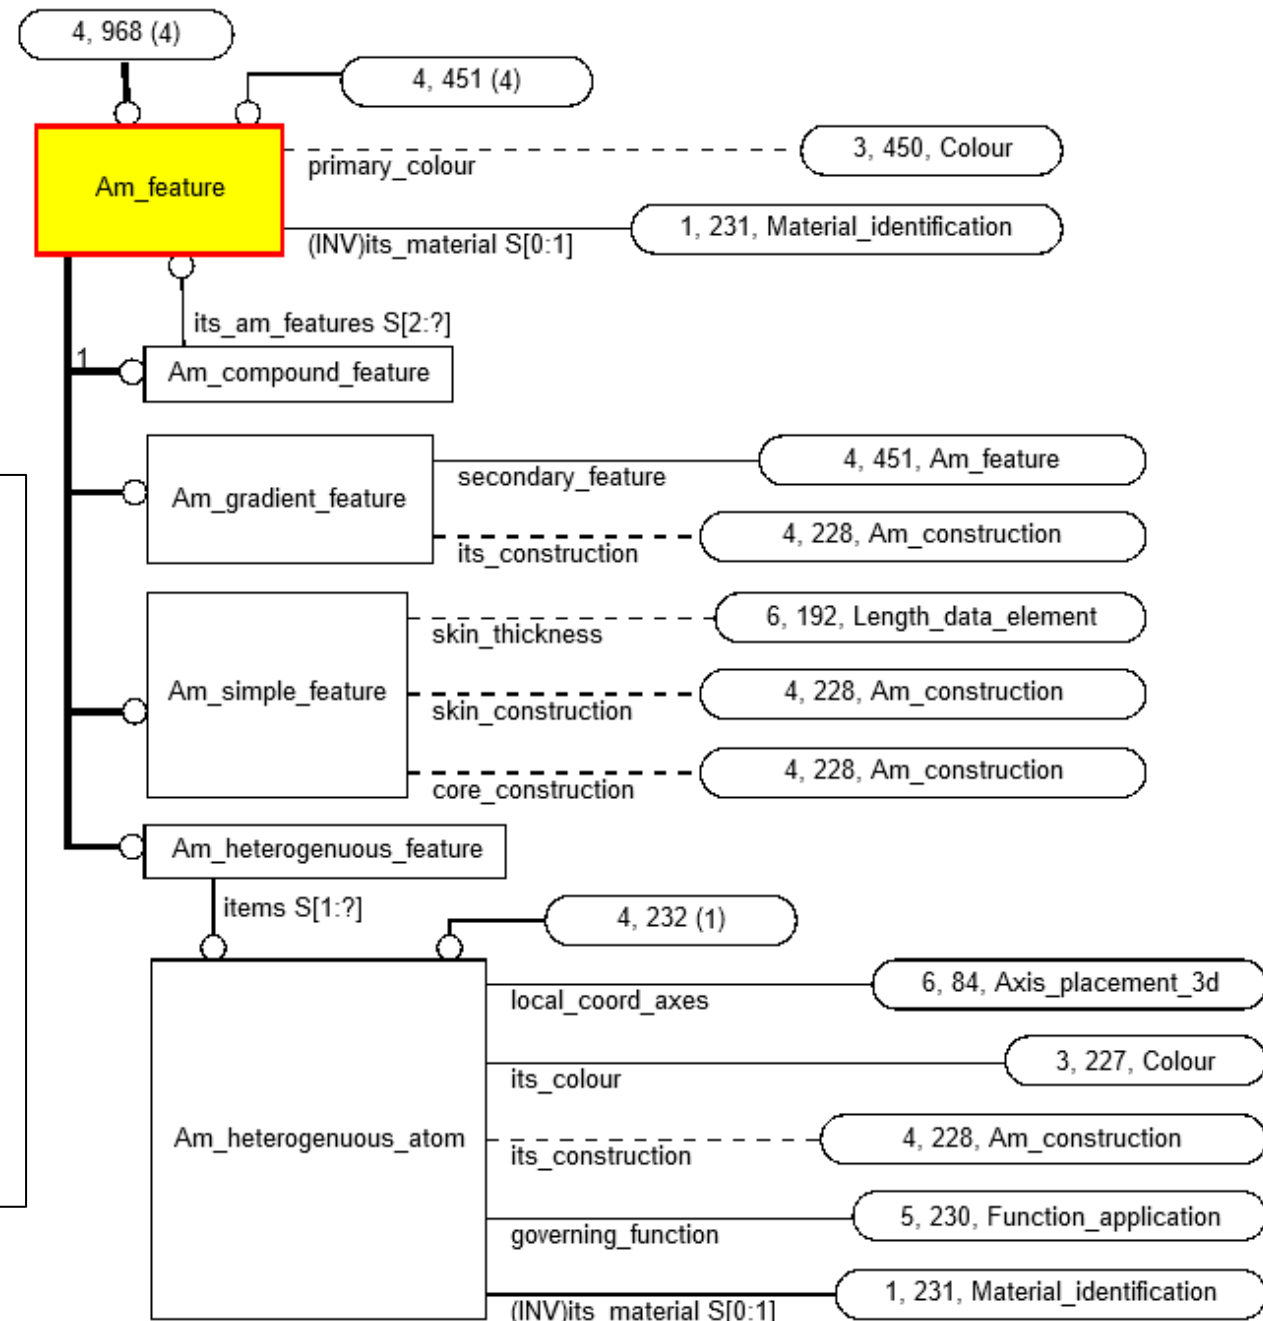 4, 968 (4)
4, 451 (4)
Am_feature
primary_colour
3, 450, Colour
(INV)its_material S[0:1]
1, 231, Material_identification
its_am_features S[2:?]
1
Am_compound_feature
Am_gradient_feature
secondary_feature
4, 451, Am_feature
its_construction
4, 228, Am_construction
Am_simple_feature
skin_thickness
6, 192, Length_data_element
skin_construction
4, 228, Am_construction
core_construction
4, 228, Am_construction
Am_heterogenuous_feature
items S[1:?]
4, 232 (1)
Am_heterogenuous_atom
local_coord_axes
6, 84, Axis_placement_3d
its_colour
3, 227, Colour
its_construction
4, 228, Am_construction
governing_function
5, 230, Function_application
(INV)its_material S[0:1]
1, 231, Material_identification